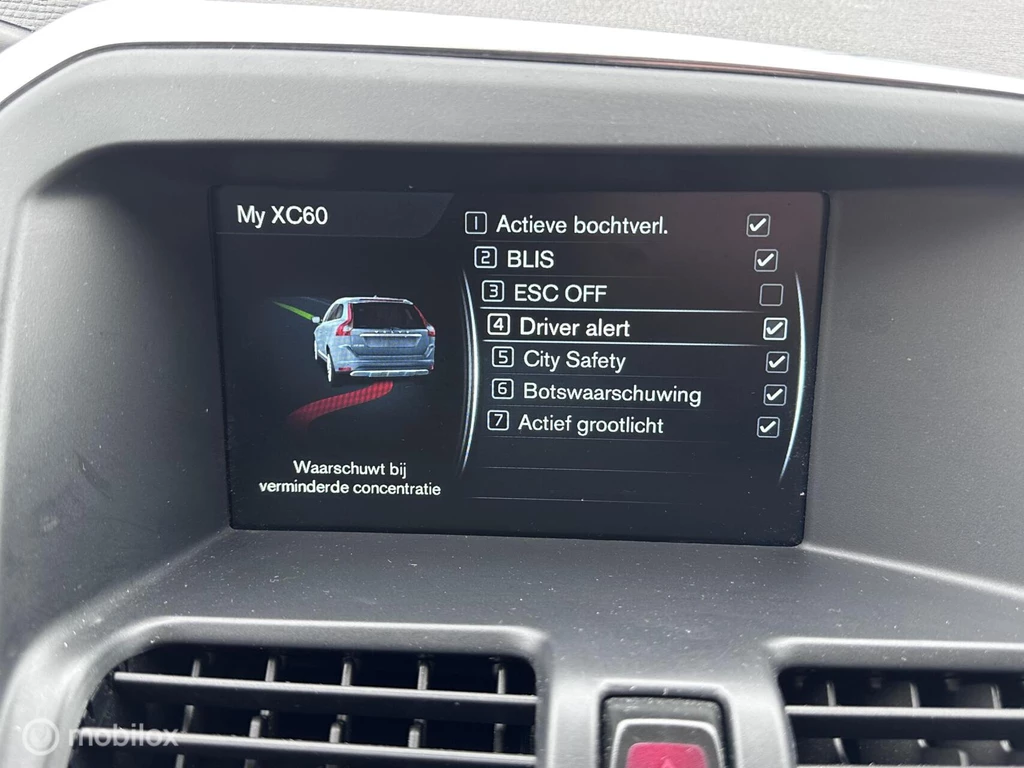 My XC60
1 Actieve bochtverl.
2 BLIS
3 ESC OFF
4 Driver alert
5 City Safety
6 Botswaarschuwing
7 Actief grootlicht
Waarschuwt bij
verminderde concentratie
mobilox